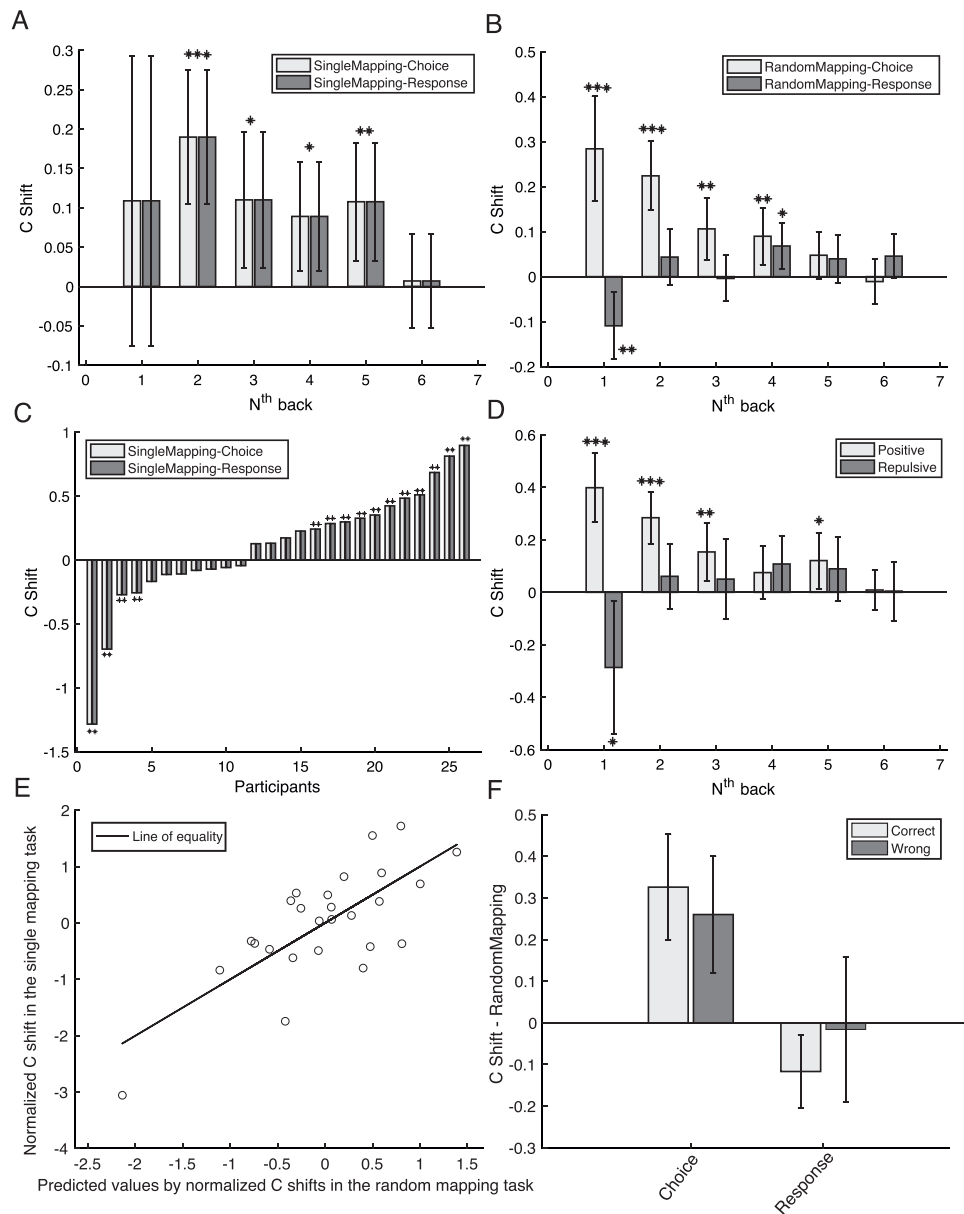 A
0.3
0.25
0.2
0.15
0.1
0.05
0
-0.05
-0.1
C Shift
SingleMapping-Choice
SingleMapping-Response
***
*
*
**
0 1 2 3 4 5 6 7
Nth back
B
0.5
0.4
0.3
0.2
0.1
0
-0.1
-0.2
C Shift
RandomMapping-Choice
RandomMapping-Response
***
***
**
**
*
**
0 1 2 3 4 5 6 7
Nth back
C
1
0.5
0
-0.5
-1
-1.5
C Shift
SingleMapping-Choice
SingleMapping-Response
** ** ** ** ** ** ** ** ** ** **
** ** ** **
0 5 10 15 20 25
Participants
D
0.6
0.4
0.2
0
-0.2
-0.4
-0.6
C Shift
Positive
Repulsive
***
***
**
*
*
0 1 2 3 4 5 6 7
Nth back
E
2
1
0
-1
-2
-3
-4
Normalized C shift in the single mapping task
Line of equality
-2.5 -2 -1.5 -1 -0.5 0 0.5 1 1.5
Predicted values by normalized C shifts in the random mapping task
F
0.5
0.4
0.3
0.2
0.1
0
-0.1
-0.2
-0.3
C Shift - RandomMapping
Correct
Wrong
Choice
Response